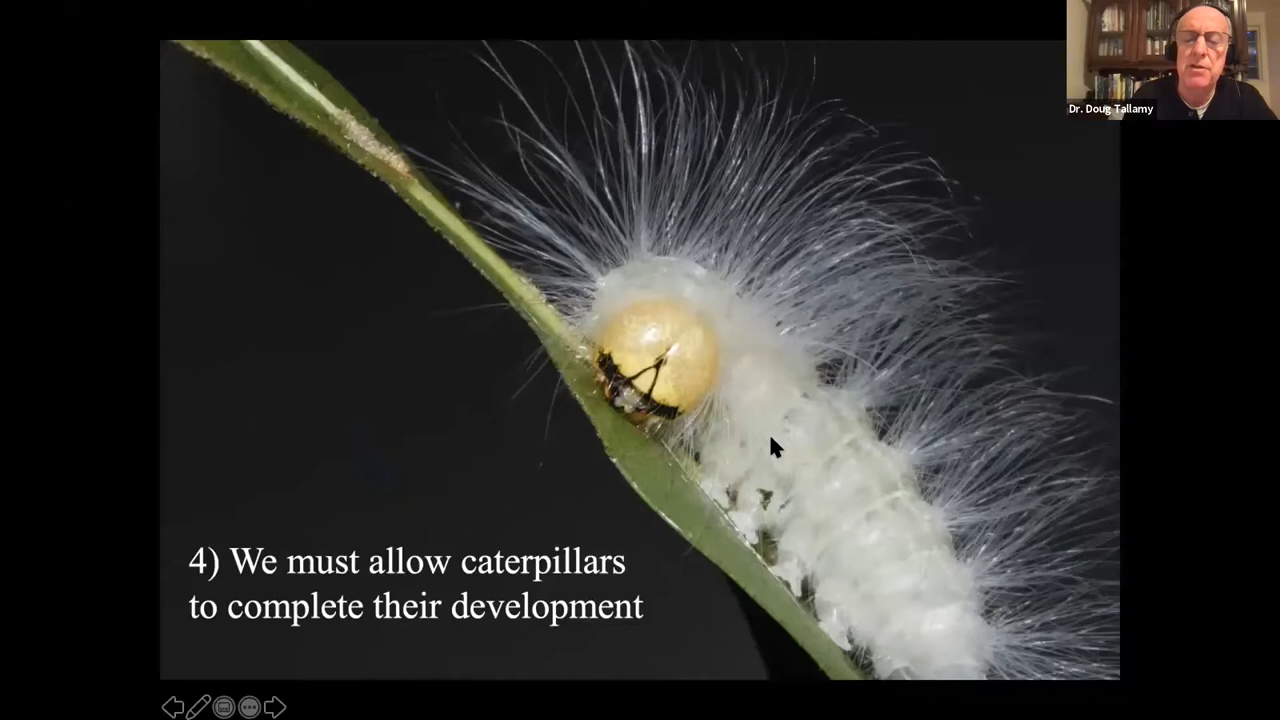 Dr. Doug Tallamy
4) We must allow caterpillars
to complete their development